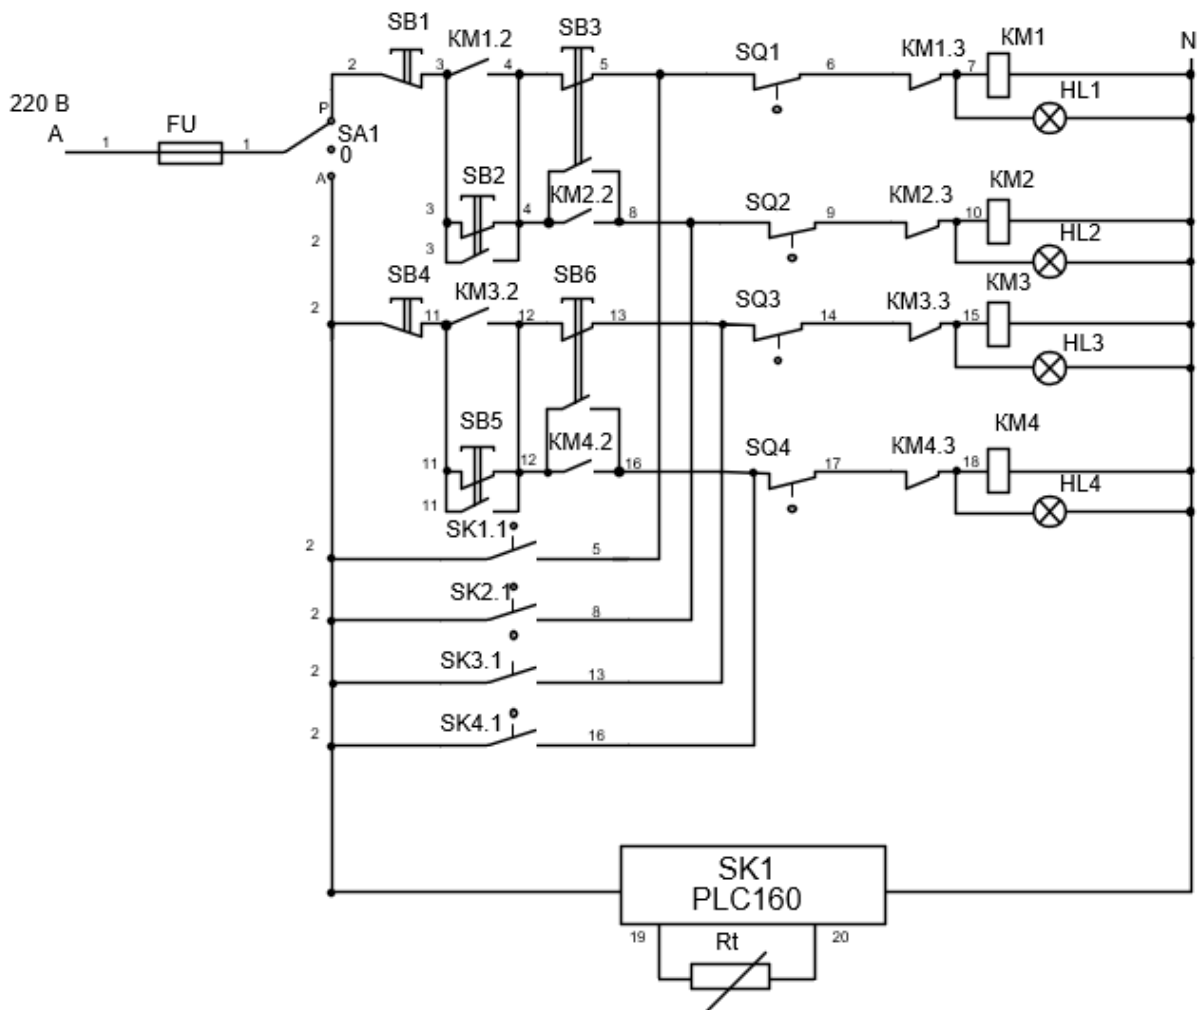 SB1
KM1.2
SB3
SQ1
KM1.3
KM1
N
2
3
4
5
6
7
HL1
220 В
A
1
FU
1
P
SA1
0
A
SB2
KM2.2
SQ2
KM2.3
KM2
3
4
8
9
10
3
HL2
2
SB4
KM3.2
SB6
SQ3
KM3.3
KM3
2
11
12
13
14
15
HL3
SB5
KM4.2
SQ4
KM4.3
KM4
11
12
16
17
18
11
HL4
SK1.1
2
5
SK2.1
2
8
SK3.1
2
13
SK4.1
2
16
SK1
PLC160
19
Rt
20